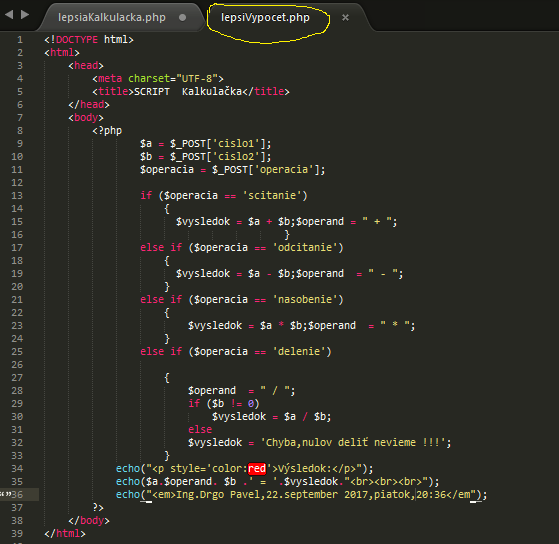 lepsiaKalkulacka.php
lepsiVypocet.php ×
1 <!DOCTYPE html>
2 <html>
3 <head>
4 <meta charset="UTF-8">
5 <title>SCRIPT  Kalkulačka</title>
6 </head>
7 <body>
8 <?php
9 $a = $_POST['cislo1'];
10 $b = $_POST['cislo2'];
11 $operacia = $_POST['operacia'];
12
13 if ($operacia == 'scitanie')
14 {
15 $vysledok = $a + $b;$operand = " + ";
16 }
17 else if ($operacia == 'odcitanie')
18 {
19 $vysledok = $a - $b;$operand  = " - ";
20 }
21 else if ($operacia == 'nasobenie')
22 {
23 $vysledok = $a * $b;$operand  = " * ";
24 }
25 else if ($operacia == 'delenie')
26
27 {
28 $operand  = " / ";
29 if ($b != 0)
30 $vysledok = $a / $b;
31 else
32 $vysledok = 'Chyba,nulov deliť nevieme !!!';
33 }
34 echo("<p style='color:red'>Výsledok:</p>");
35 echo($a.$operand. $b .' = '.$vysledok."<br><br><br>");
“” 36 echo("<em>Ing.Drgo Pavel,22.september 2017,piatok,20:36</em");
37 ?>
38 </body>
39 </html>